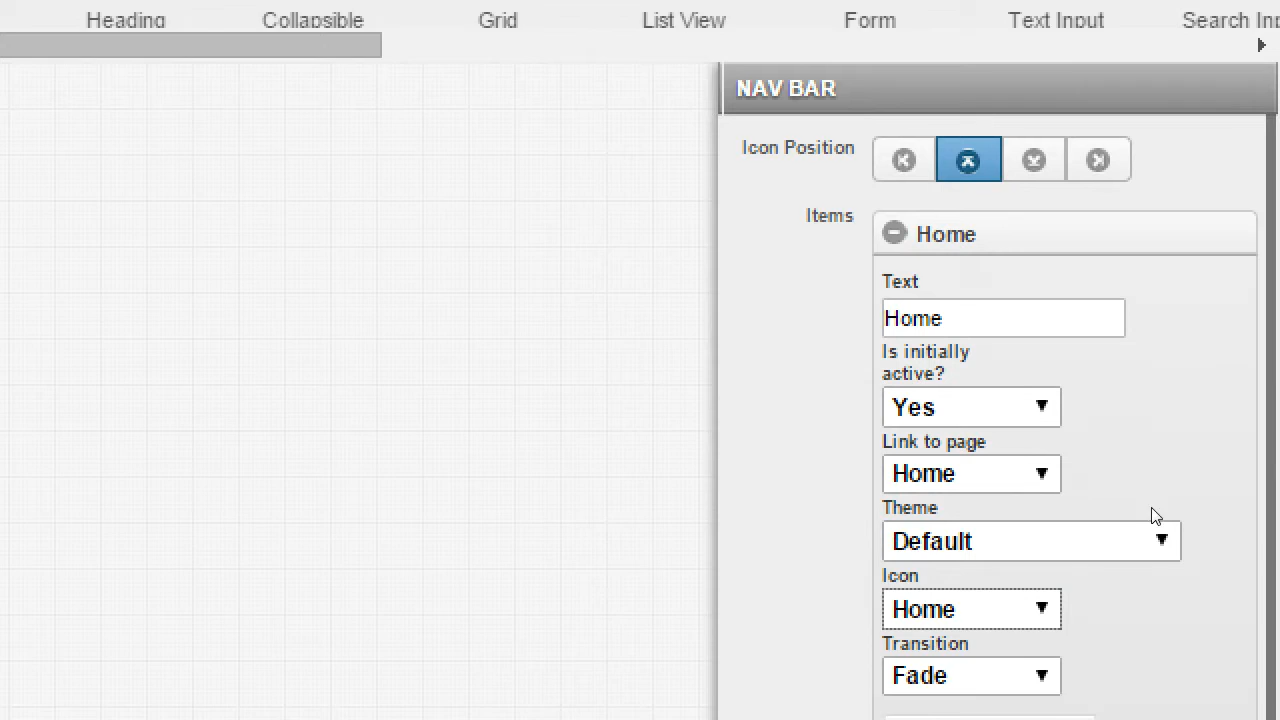 Heading Collapsible Grid List View Form Text Input Search
NAV BAR
Icon Position
Items
Home
Text
Home
Is initially
active?
Yes
Link to page
Home
Theme
Default
Icon
Home
Transition
Fade